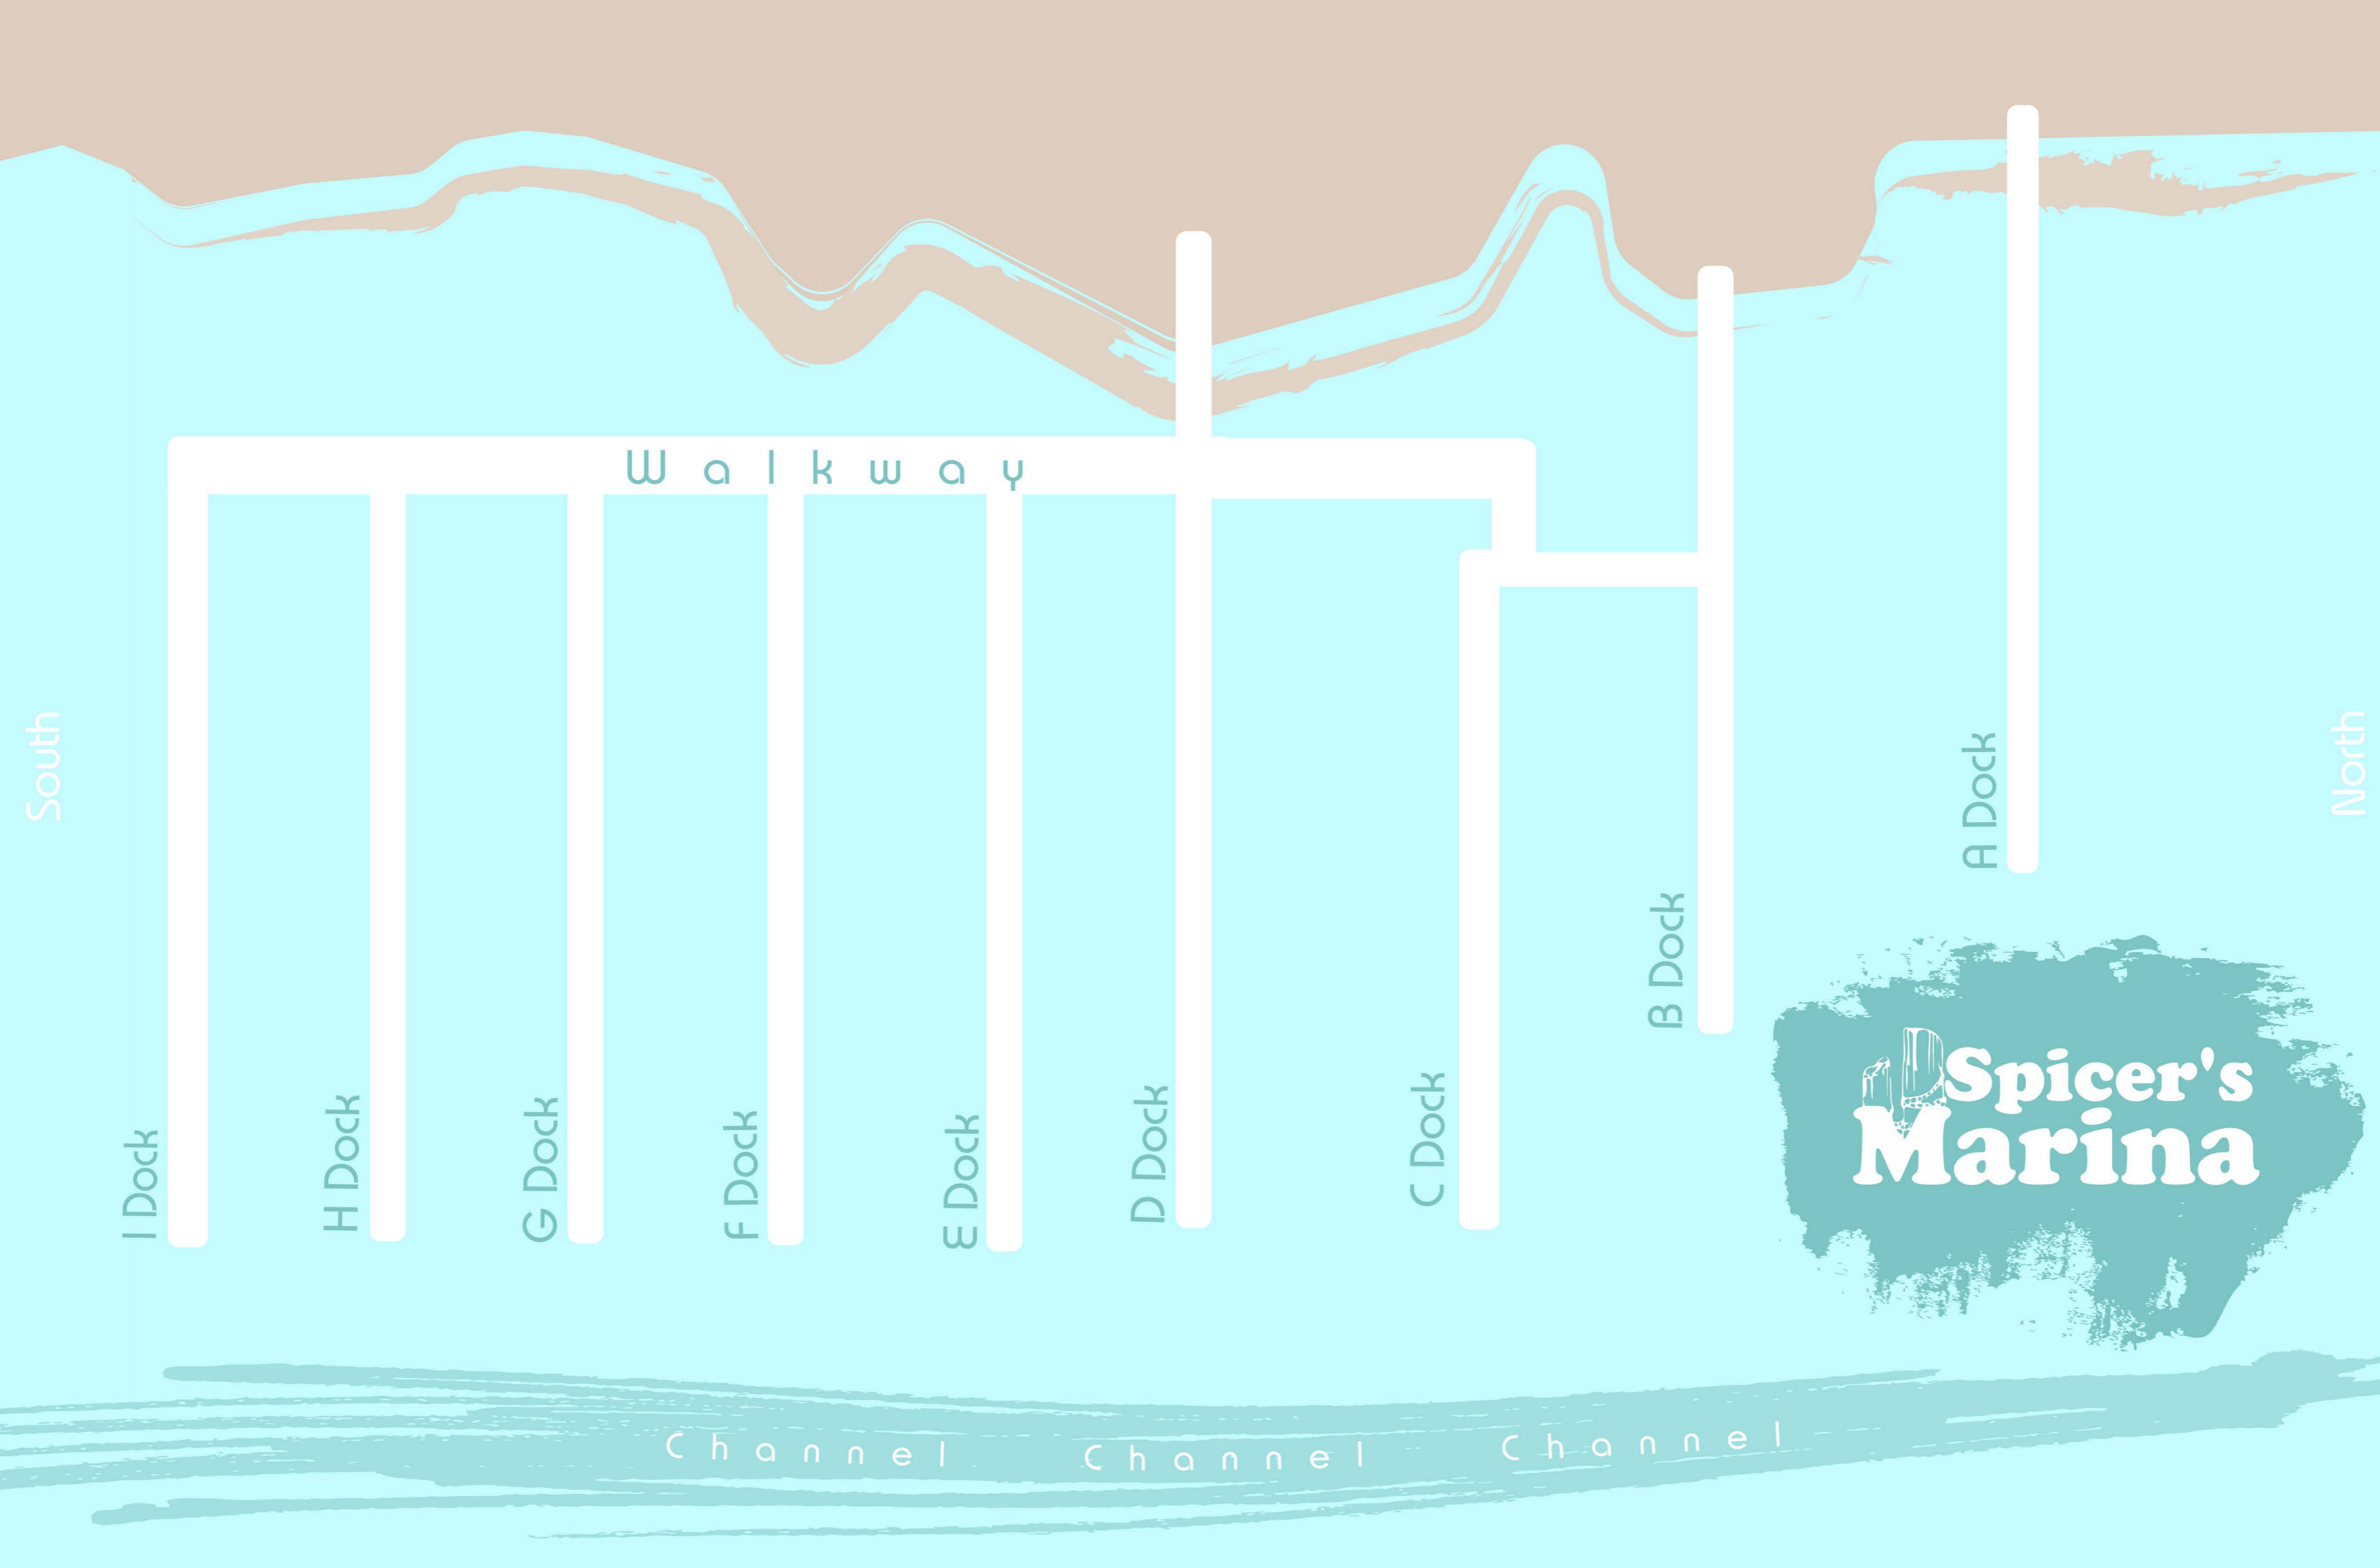 Walkway
South
North
A Dock
B Dock
C Dock
D Dock
E Dock
F Dock
G Dock
H Dock
I Dock
Spicer's
Marina
Channel Channel Channel